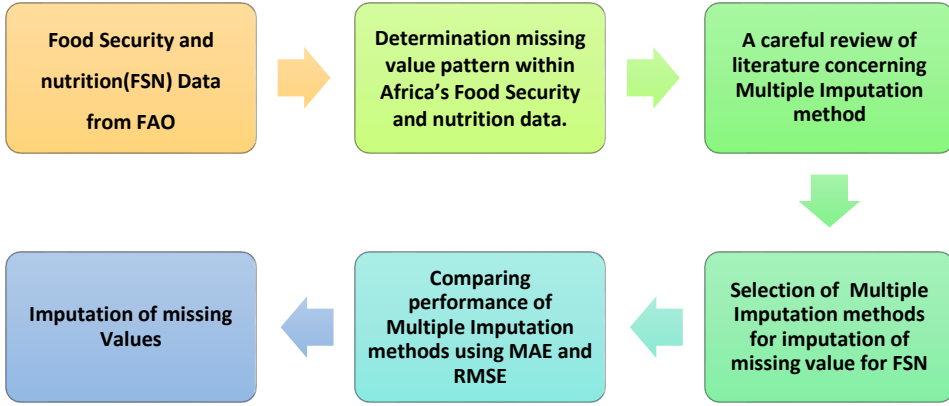 Food Security and
nutrition(FSN) Data
from FAO
Determination missing
value pattern within
Africa's Food Security
and nutrition data.
A careful review of
literature concerning
Multiple Imputation
method
Selection of Multiple
Imputation methods
for imputation of
missing value for FSN
Comparing
performance of
Multiple Imputation
methods using MAE and
RMSE
Imputation of missing
Values